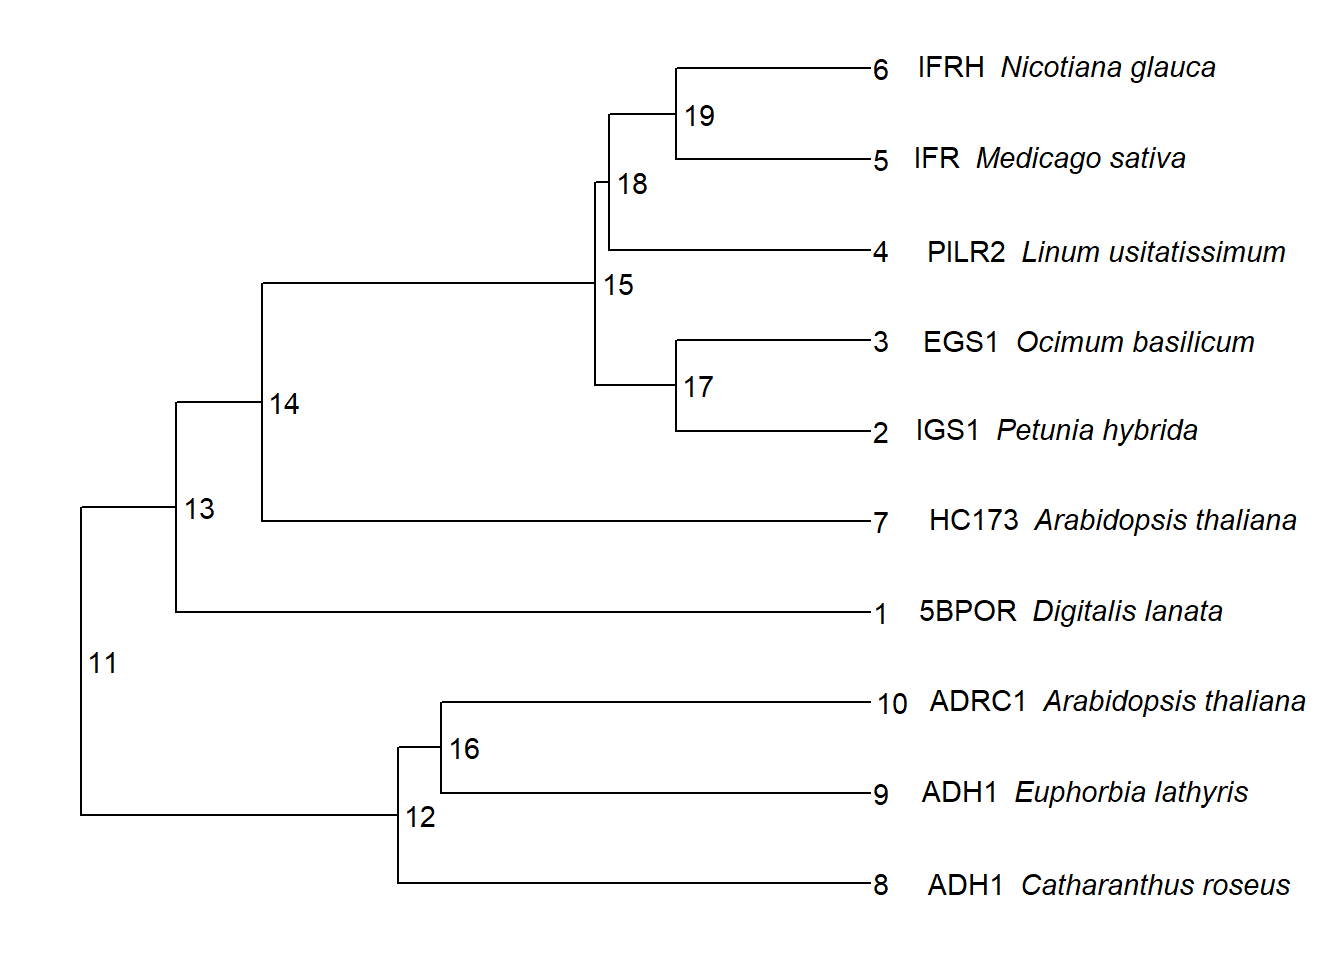 6 IFRH Nicotiana glauca
19
5 IFR Medicago sativa
18
4 PILR2 Linum usitatissimum
15
3 EGS1 Ocimum basilicum
17
14
2 IGS1 Petunia hybrida
13
7 HC173 Arabidopsis thaliana
1 5BPOR Digitalis lanata
11
10 ADRC1 Arabidopsis thaliana
16
9 ADH1 Euphorbia lathyris
12
8 ADH1 Catharanthus roseus